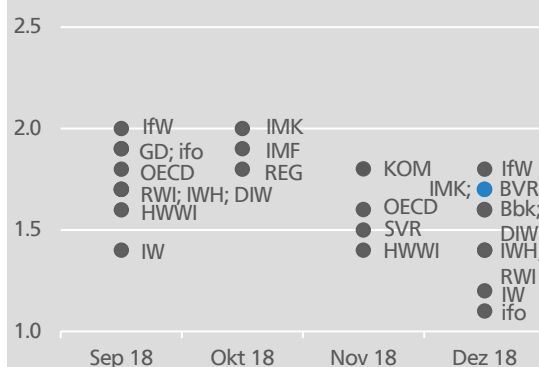 2.5
2.0
1.5
1.0
IfW
GD; ifo
OECD
RWI; IWH; DIW
HWWI
IW
IMK
IMF
REG
KOM
OECD
SVR
HWWI
IfW
IMK; BVR
Bbk;
DIW
IWH;
RWI
IW
ifo
Sep 18 Okt 18 Nov 18 Dez 18